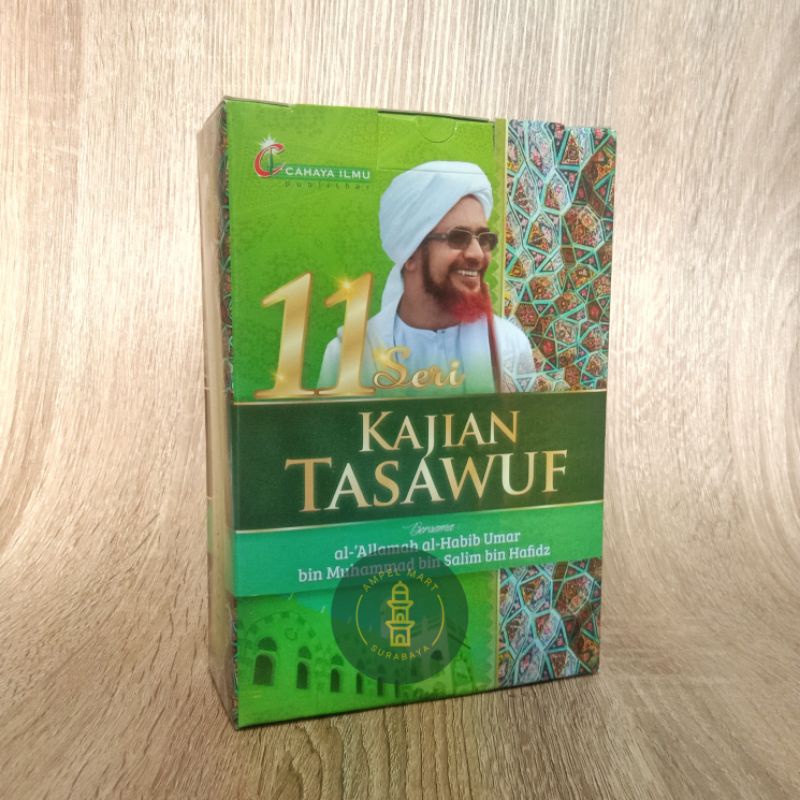 CAHAYA ILMU
publisher
11 Seri
KAJIAN
TASAWUF
Bersama
al-'Allamah al-Habib Umar
bin Muhammad bin Salim bin Hafidz
AMPEL MART
SURABAYA